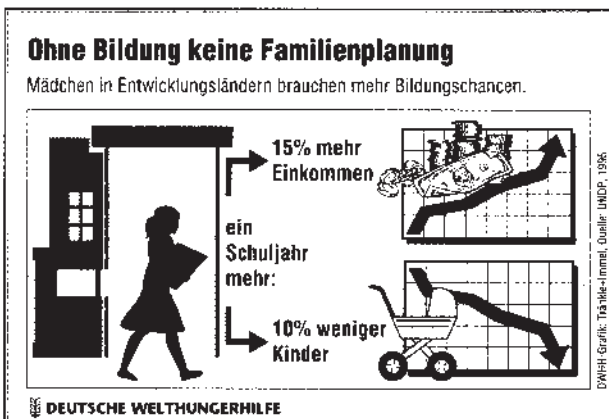 Ohne Bildung keine Familienplanung
Mädchen in Entwicklungsländern brauchen mehr Bildungschancen.
15% mehr
Einkommen
ein
Schuljahr
mehr:
10% weniger
Kinder
DWHH-Grafik: Tränkle+Immel, Quelle: UNDP, 1996
DEUTSCHE WELTHUNGERHILFE